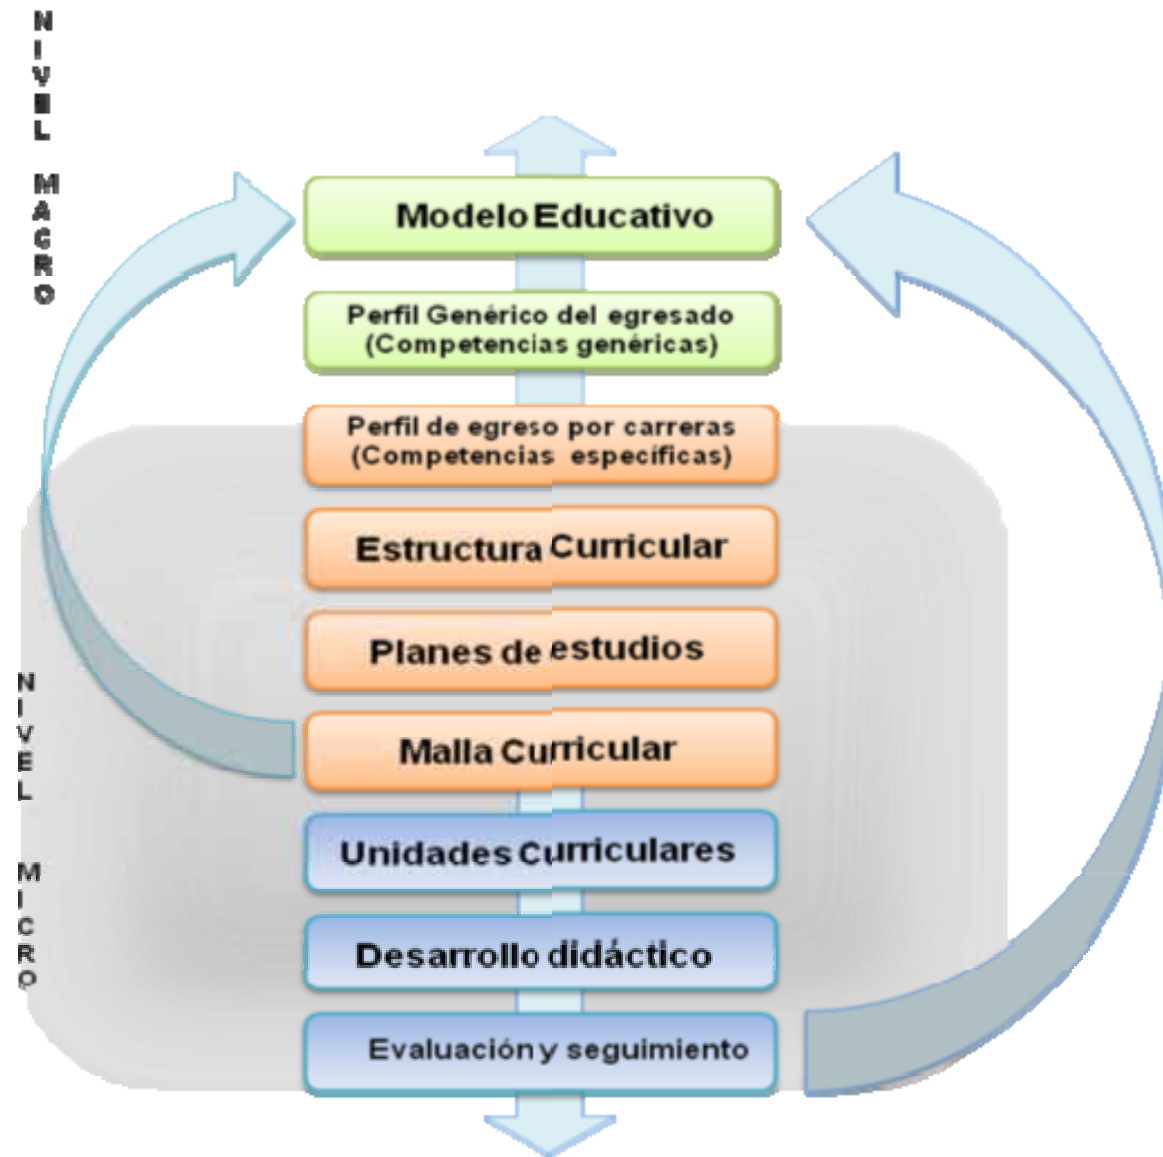 NIVEL MACRO
Modelo Educativo
Perfil Genérico del egresado
(Competencias genéricas)
Perfil de egreso por carreras
(Competencias específicas)
Estructura Curricular
Planes de estudios
Malla Curricular
NIVEL MICRO
Unidades Curriculares
Desarrollo didáctico
Evaluación y seguimiento